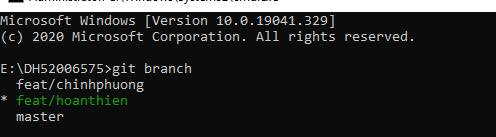 Microsoft Windows [Version 10.0.19041.329]
(c) 2020 Microsoft Corporation. All rights reserved.
E:\DH52006575>git branch
feat/chinhphuong
* feat/hoanthien
master